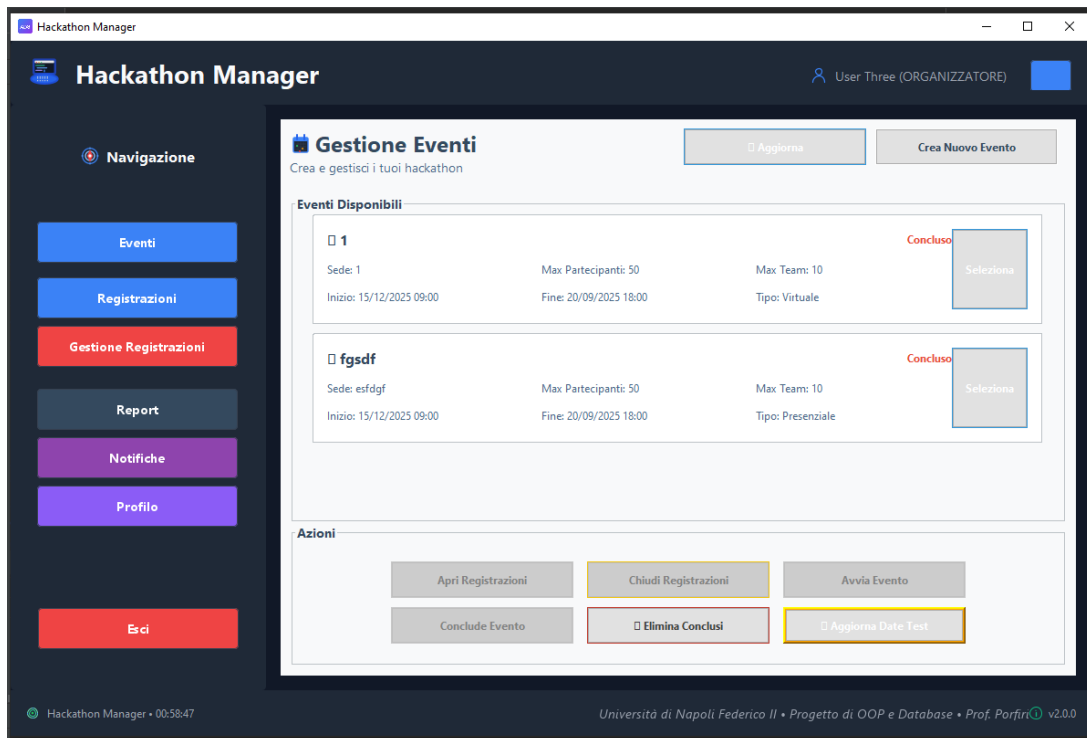 Hackathon Manager
Hackathon Manager
User Three (ORGANIZZATORE)
Navigazione
Eventi
Registrazioni
Gestione Registrazioni
Report
Notifiche
Profilo
Esci
Gestione Eventi
Crea e gestisci i tuoi hackathon
Aggiorna
Crea Nuovo Evento
Eventi Disponibili
1
Concluso
Seleziona
Sede: 1
Max Partecipanti: 50
Max Team: 10
Inizio: 15/12/2025 09:00
Fine: 20/09/2025 18:00
Tipo: Virtuale
fgsdf
Concluso
Seleziona
Sede: esfdgf
Max Partecipanti: 50
Max Team: 10
Inizio: 15/12/2025 09:00
Fine: 20/09/2025 18:00
Tipo: Presenziale
Azioni
Apri Registrazioni
Chiudi Registrazioni
Avvia Evento
Conclude Evento
Elimina Conclusi
Aggiorna Date Test
Hackathon Manager • 00:58:47
Università di Napoli Federico II • Progetto di OOP e Database • Prof. Porfiri
v2.0.0